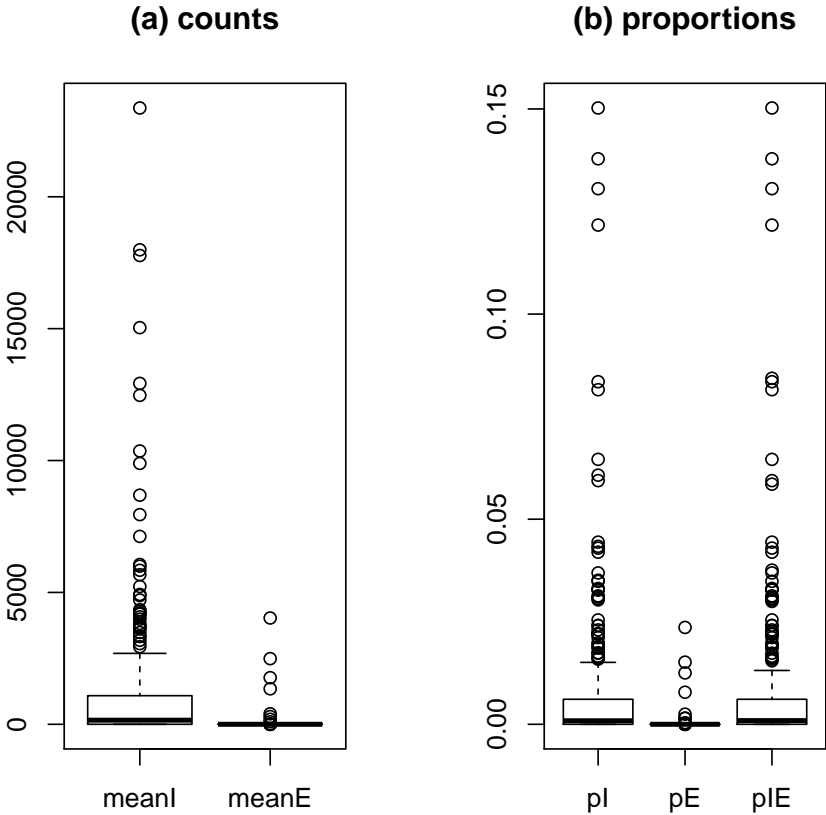 (a) counts
20000
15000
10000
5000
0
meanI
meanE
(b) proportions
0.15
0.10
0.05
0.00
pI
pE
pIE